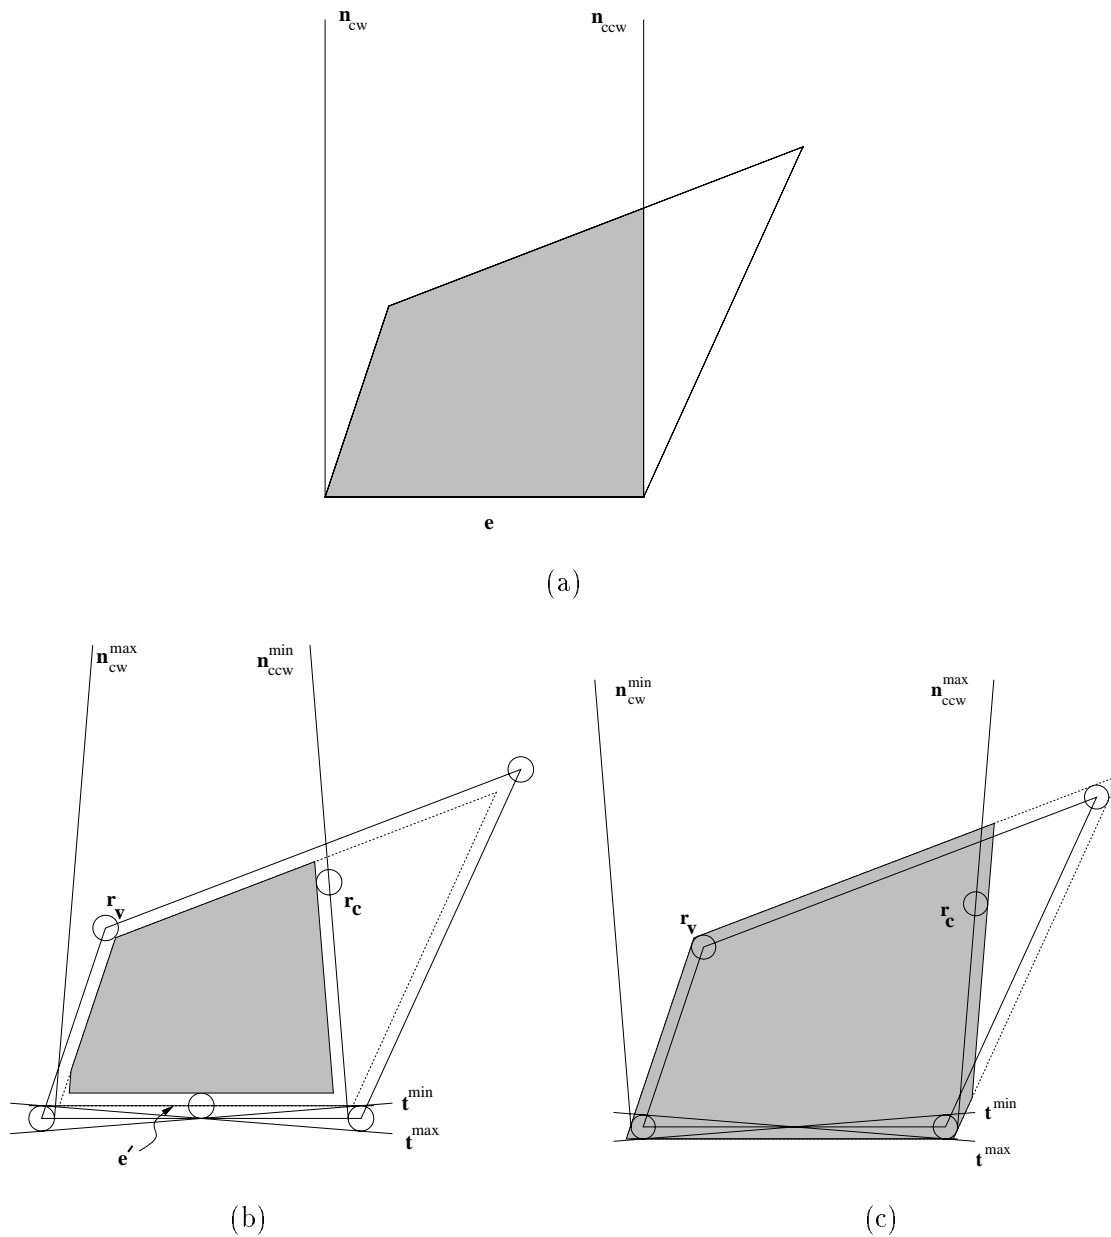 n_cw n_ccw
e
(a)
n_cw^max n_ccw^min
r_v r_c
t^min
t^max
e′
(b)
n_cw^min n_ccw^max
r_v r_c
t^min
t^max
(c)